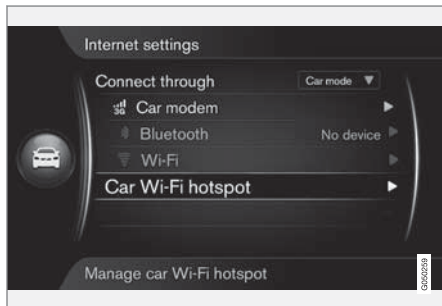 Internet settings
Connect through Car mode
3G Car modem
Bluetooth No device
Wi-Fi
Car Wi-Fi hotspot
Manage car Wi-Fi hotspot
G050259